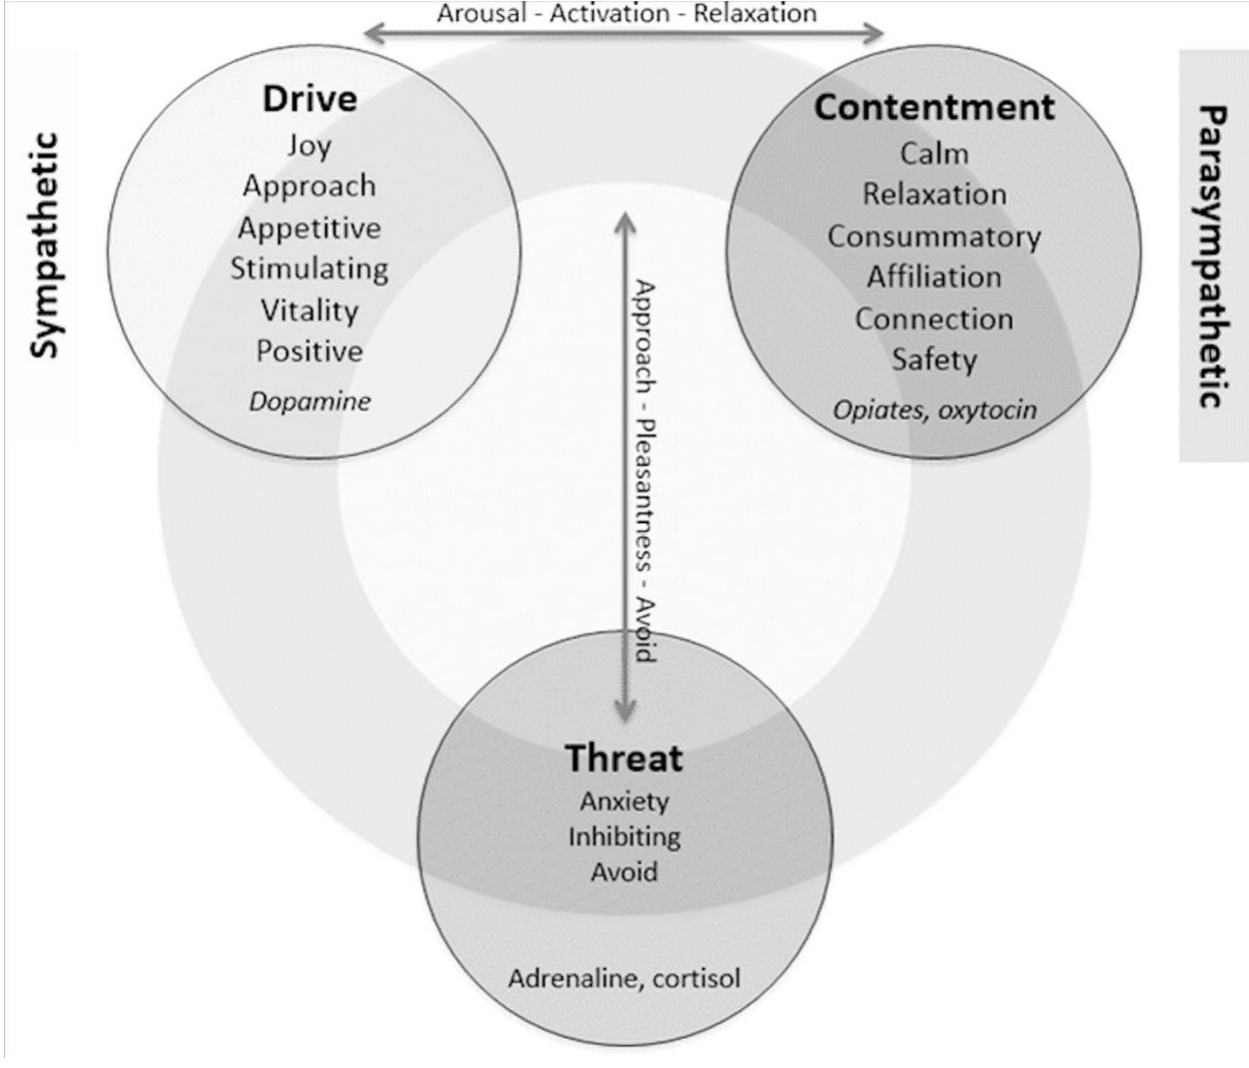 Arousal - Activation - Relaxation
Sympathetic
Drive
Joy
Approach
Appetitive
Stimulating
Vitality
Positive
Dopamine
Contentment
Calm
Relaxation
Consummatory
Affiliation
Connection
Safety
Opiates, oxytocin
Parasympathetic
Approach - Pleasantness - Avoid
Threat
Anxiety
Inhibiting
Avoid
Adrenaline, cortisol